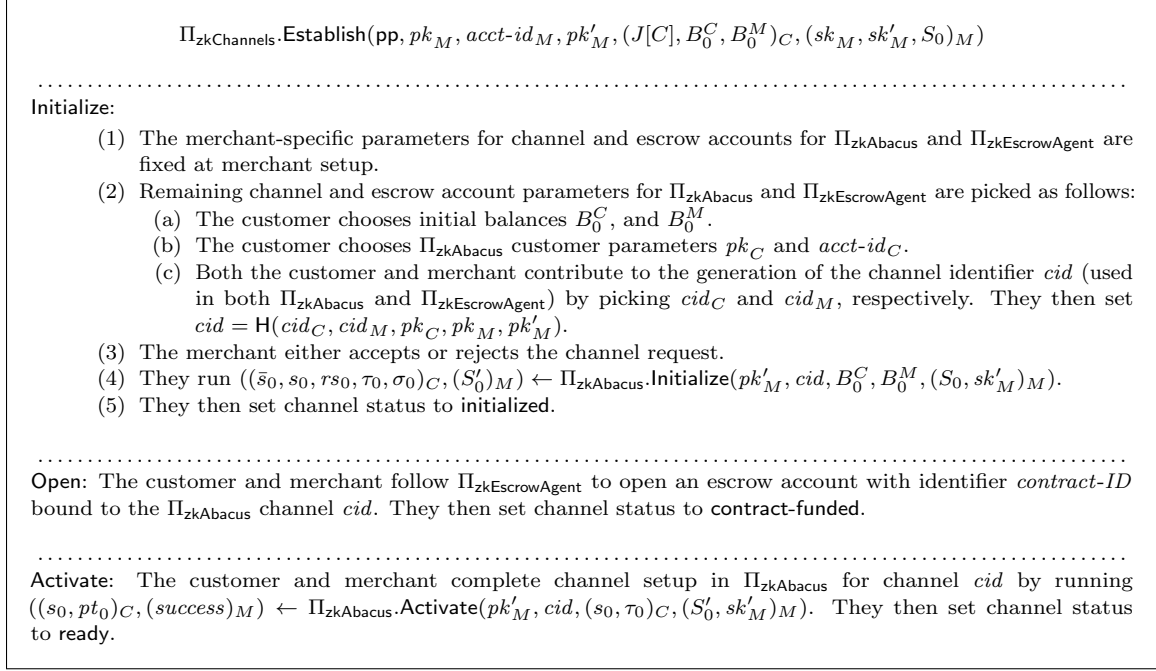 Π_zkChannels.Establish(pp, pk_M, acct-id_M, pk′_M, (J[C], B_0^C, B_0^M)_C, (sk_M, sk′_M, S_0)_M)
Initialize:
(1) The merchant-specific parameters for channel and escrow accounts for Π_zkAbacus and Π_zkEscrowAgent are
fixed at merchant setup.
(2) Remaining channel and escrow account parameters for Π_zkAbacus and Π_zkEscrowAgent are picked as follows:
(a) The customer chooses initial balances B_0^C, and B_0^M.
(b) The customer chooses Π_zkAbacus customer parameters pk_C and acct-id_C.
(c) Both the customer and merchant contribute to the generation of the channel identifier cid (used
in both Π_zkAbacus and Π_zkEscrowAgent) by picking cid_C and cid_M, respectively. They then set
cid = H(cid_C, cid_M, pk_C, pk_M, pk′_M).
(3) The merchant either accepts or rejects the channel request.
(4) They run ((s̄_0, s_0, rs_0, τ_0, σ_0)_C, (S′_0)_M) ← Π_zkAbacus.Initialize(pk′_M, cid, B_0^C, B_0^M, (S_0, sk′_M)_M).
(5) They then set channel status to initialized.
Open: The customer and merchant follow Π_zkEscrowAgent to open an escrow account with identifier contract-ID
bound to the Π_zkAbacus channel cid. They then set channel status to contract-funded.
Activate: The customer and merchant complete channel setup in Π_zkAbacus for channel cid by running
((s_0, pt_0)_C, (success)_M) ← Π_zkAbacus.Activate(pk′_M, cid, (s_0, τ_0)_C, (S′_0, sk′_M)_M). They then set channel status
to ready.